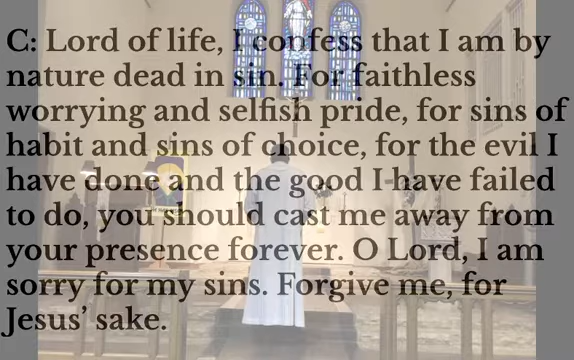 C: Lord of life, I confess that I am by
nature dead in sin. For faithless
worrying and selfish pride, for sins of
habit and sins of choice, for the evil I
have done and the good I have failed
to do, you should cast me away from
your presence forever. O Lord, I am
sorry for my sins. Forgive me, for
Jesus’ sake.